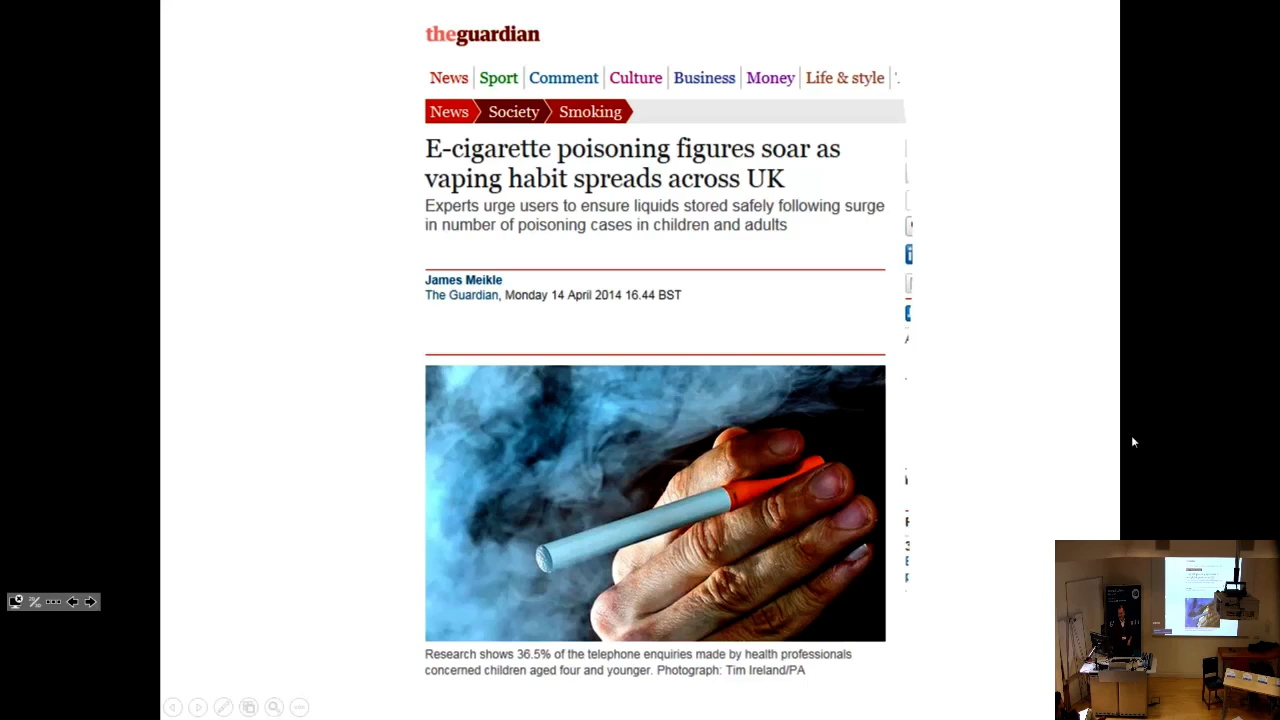 theguardian
News Sport Comment Culture Business Money Life & style
News Society Smoking
E-cigarette poisoning figures soar as
vaping habit spreads across UK
Experts urge users to ensure liquids stored safely following surge
in number of poisoning cases in children and adults
James Meikle
The Guardian, Monday 14 April 2014 16.44 BST
Research shows 36.5% of the telephone enquiries made by health professionals
concerned children aged four and younger. Photograph: Tim Ireland/PA